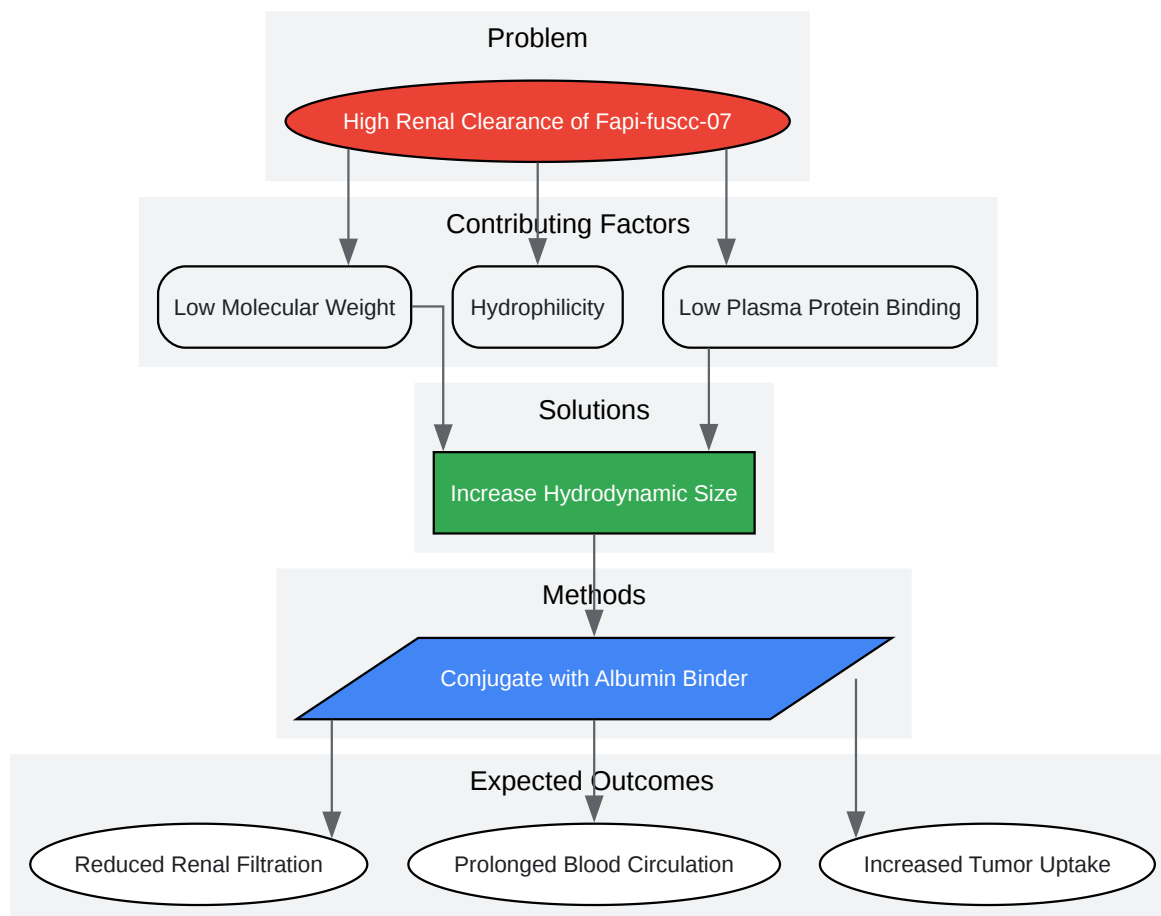 Problem
High Renal Clearance of Fapi-fuscc-07
Contributing Factors
Low Molecular Weight
Hydrophilicity
Low Plasma Protein Binding
Solutions
Increase Hydrodynamic Size
Methods
Conjugate with Albumin Binder
Expected Outcomes
Reduced Renal Filtration
Prolonged Blood Circulation
Increased Tumor Uptake